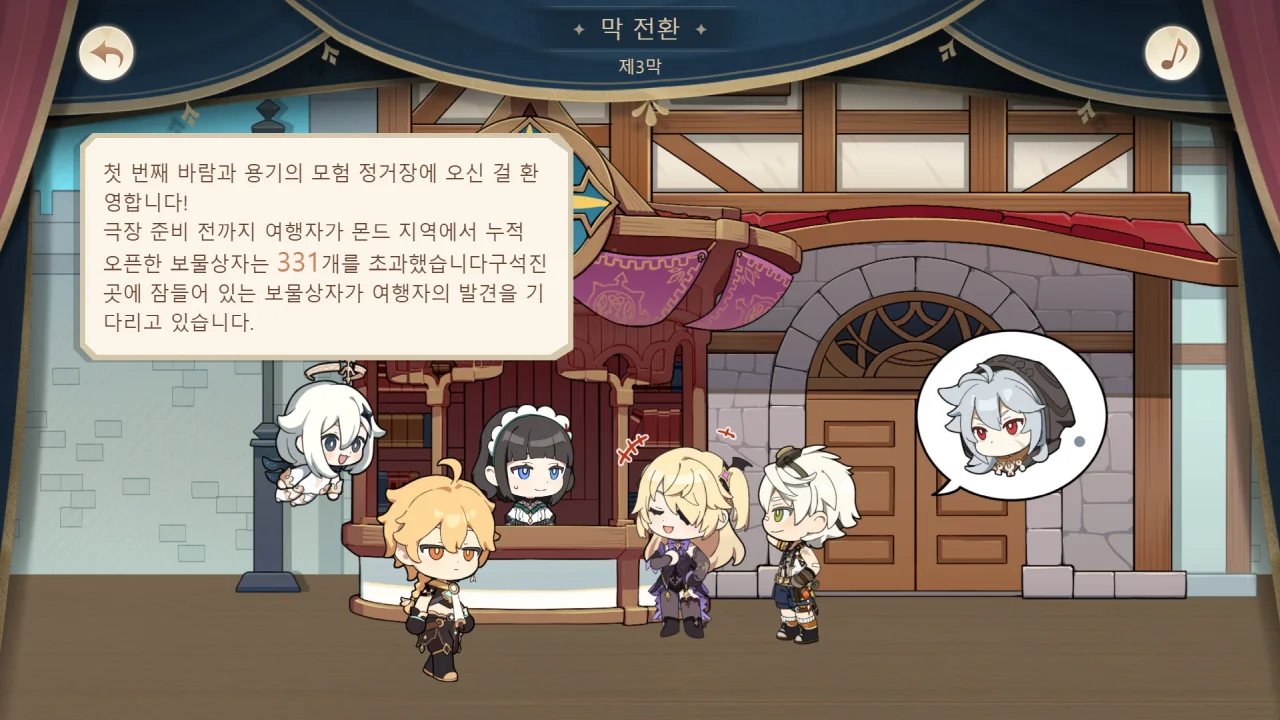 막 전환
제3막
첫 번째 바람과 용기의 모험 정거장에 오신 걸 환
영합니다!
극장 준비 전까지 여행자가 몬드 지역에서 누적
오픈한 보물상자는 331개를 초과했습니다구석진
곳에 잠들어 있는 보물상자가 여행자의 발견을 기
다리고 있습니다.